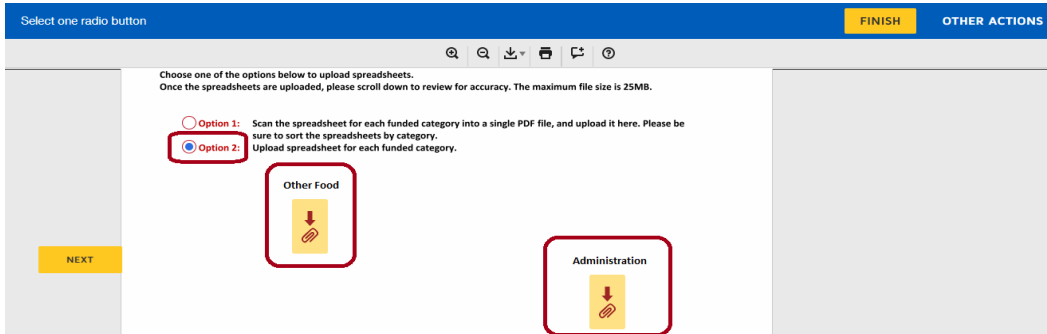 Select one radio button
FINISH
OTHER ACTIONS
Choose one of the options below to upload spreadsheets.
Once the spreadsheets are uploaded, please scroll down to review for accuracy. The maximum file size is 25MB.
Option 1: Scan the spreadsheet for each funded category into a single PDF file, and upload it here. Please be
sure to sort the spreadsheets by category.
Option 2: Upload spreadsheet for each funded category.
Other Food
NEXT
Administration